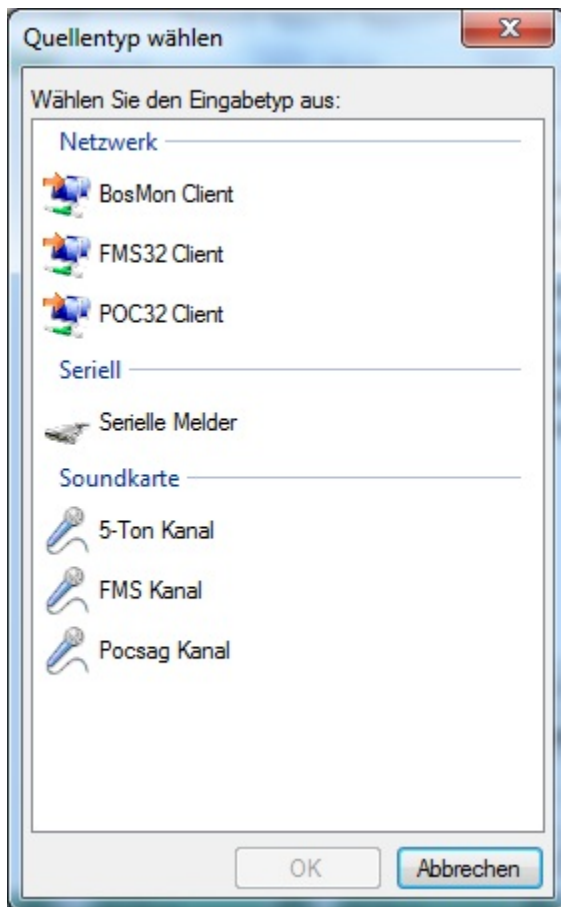 Quellentyp wählen
Wählen Sie den Eingabetyp aus:
Netzwerk
BosMon Client
FMS32 Client
POC32 Client
Seriell
Serielle Melder
Soundkarte
5-Ton Kanal
FMS Kanal
Pocsag Kanal
OK
Abbrechen